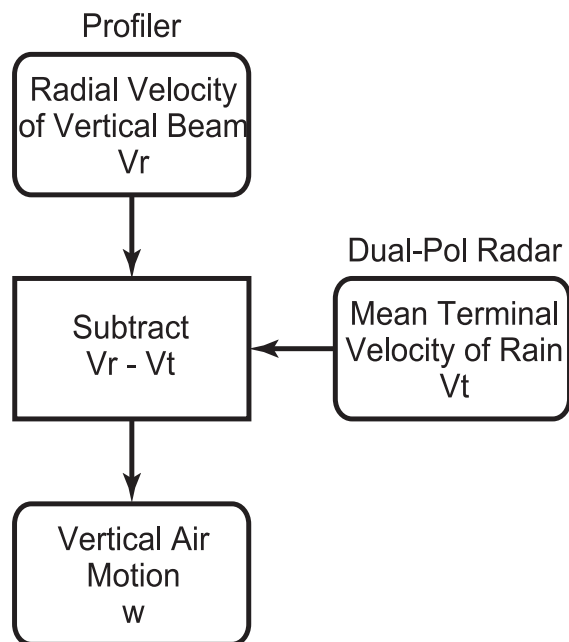 Profiler
Radial Velocity
of Vertical Beam
Vr
Dual-Pol Radar
Subtract
Vr - Vt
Mean Terminal
Velocity of Rain
Vt
Vertical Air
Motion
w